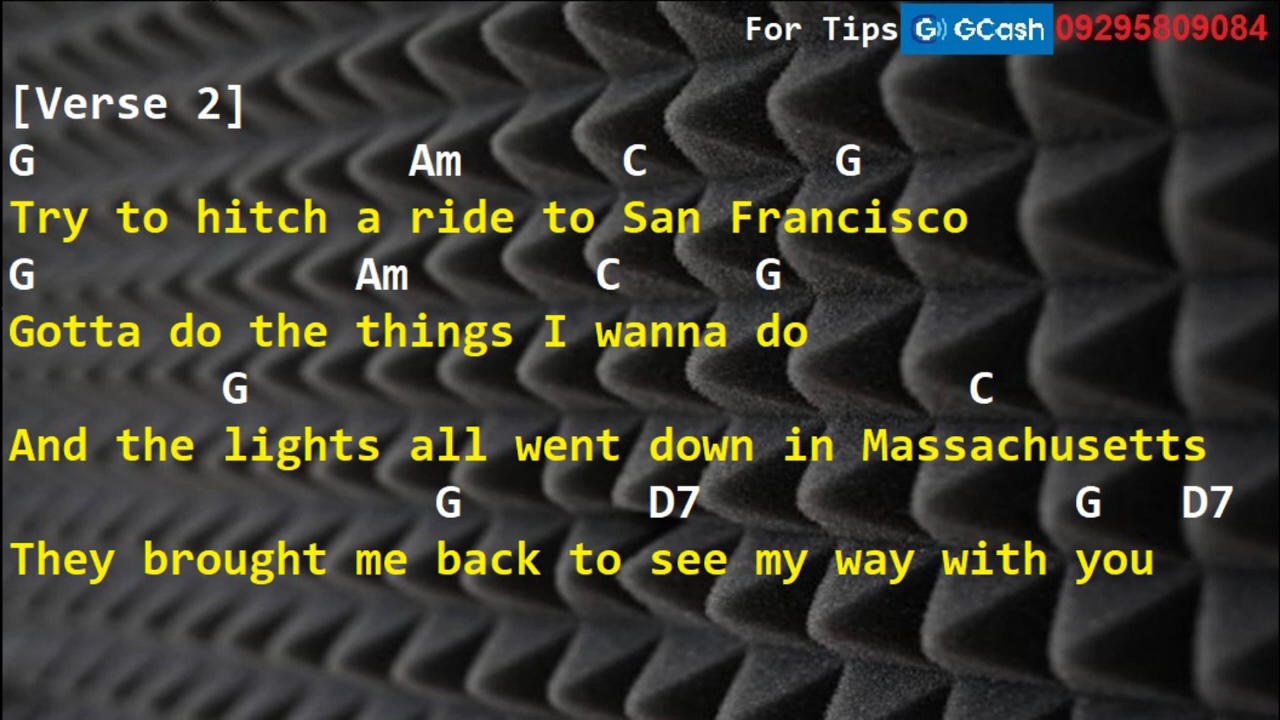 For Tips G) GCash 09295809084
[Verse 2]
G Am C G
Try to hitch a ride to San Francisco
G Am C G
Gotta do the things I wanna do
G C
And the lights all went down in Massachusetts
G D7 G D7
They brought me back to see my way with you